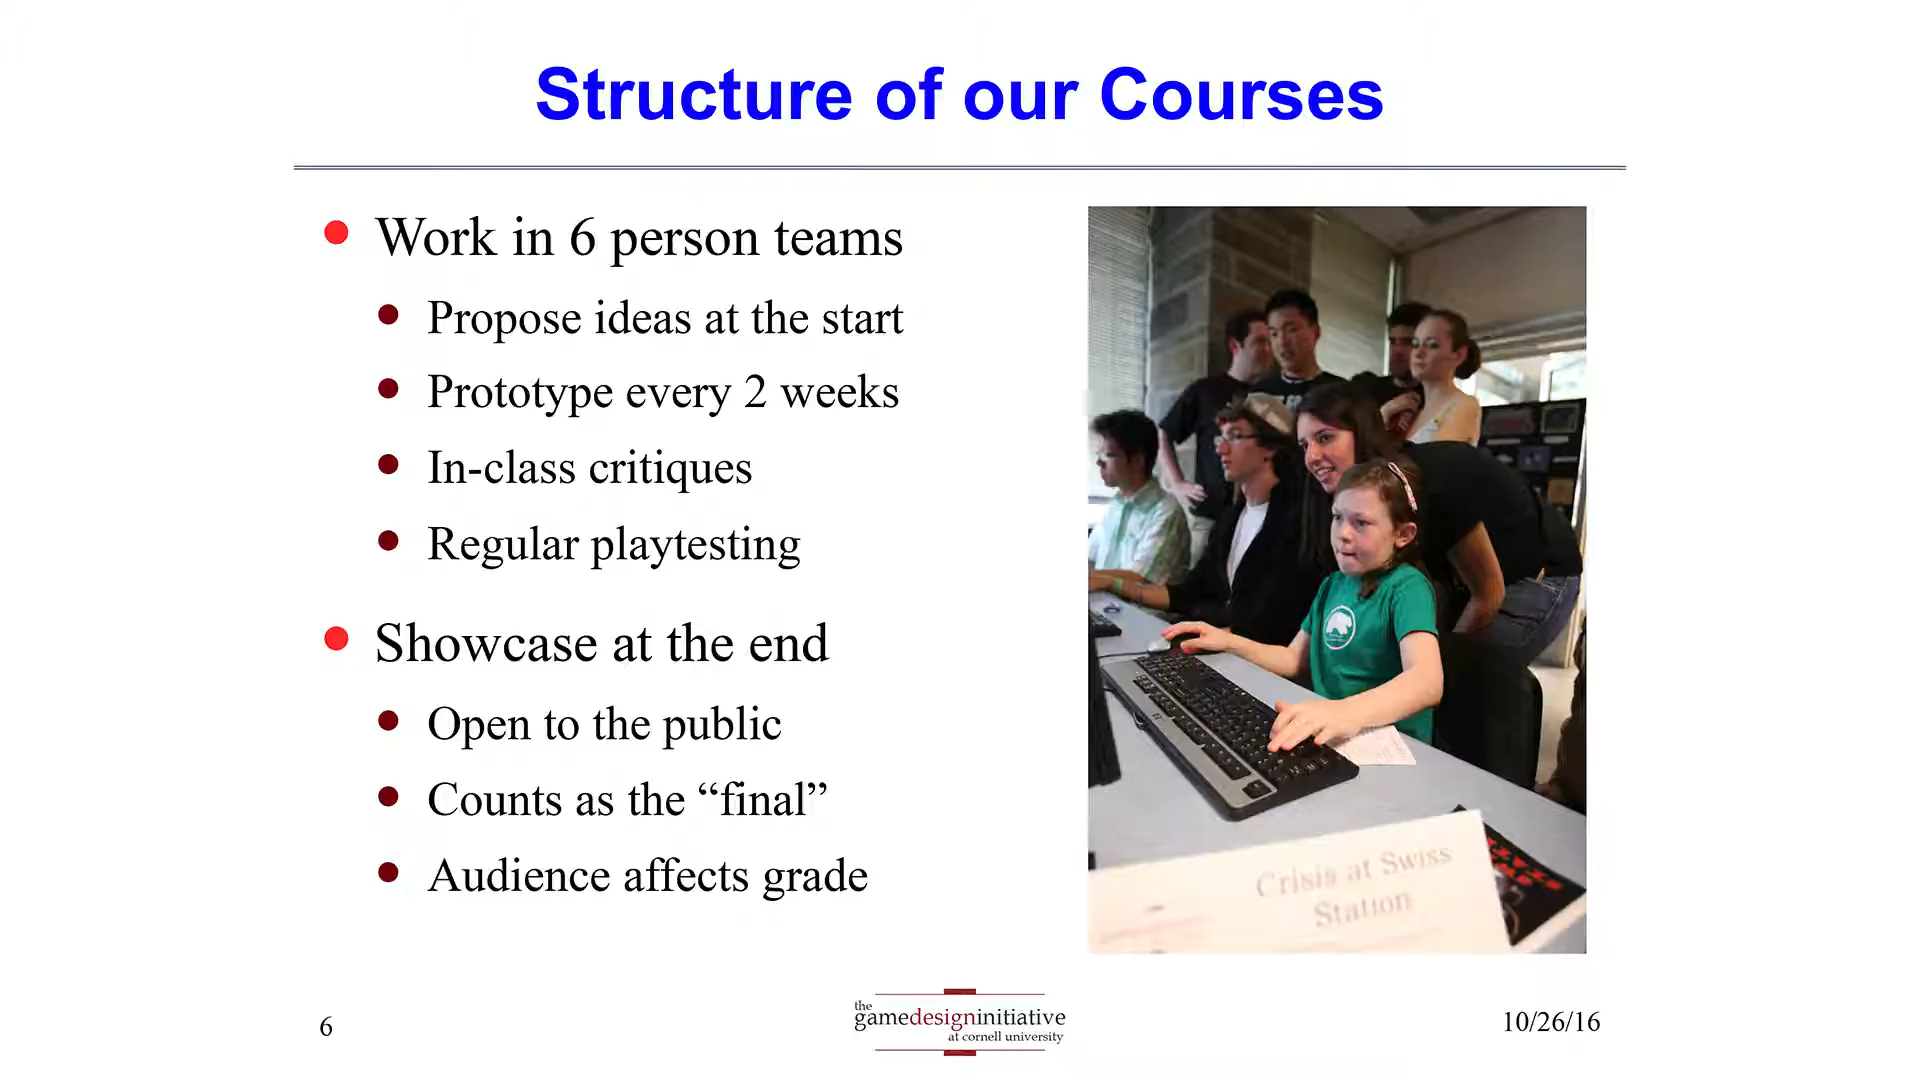 Structure of our Courses
Work in 6 person teams
Propose ideas at the start
Prototype every 2 weeks
In-class critiques
Regular playtesting
Showcase at the end
Open to the public
Counts as the “final”
Audience affects grade
Crisis at Swiss
Station
6
the
gamedesigninitiative
at cornell university
10/26/16